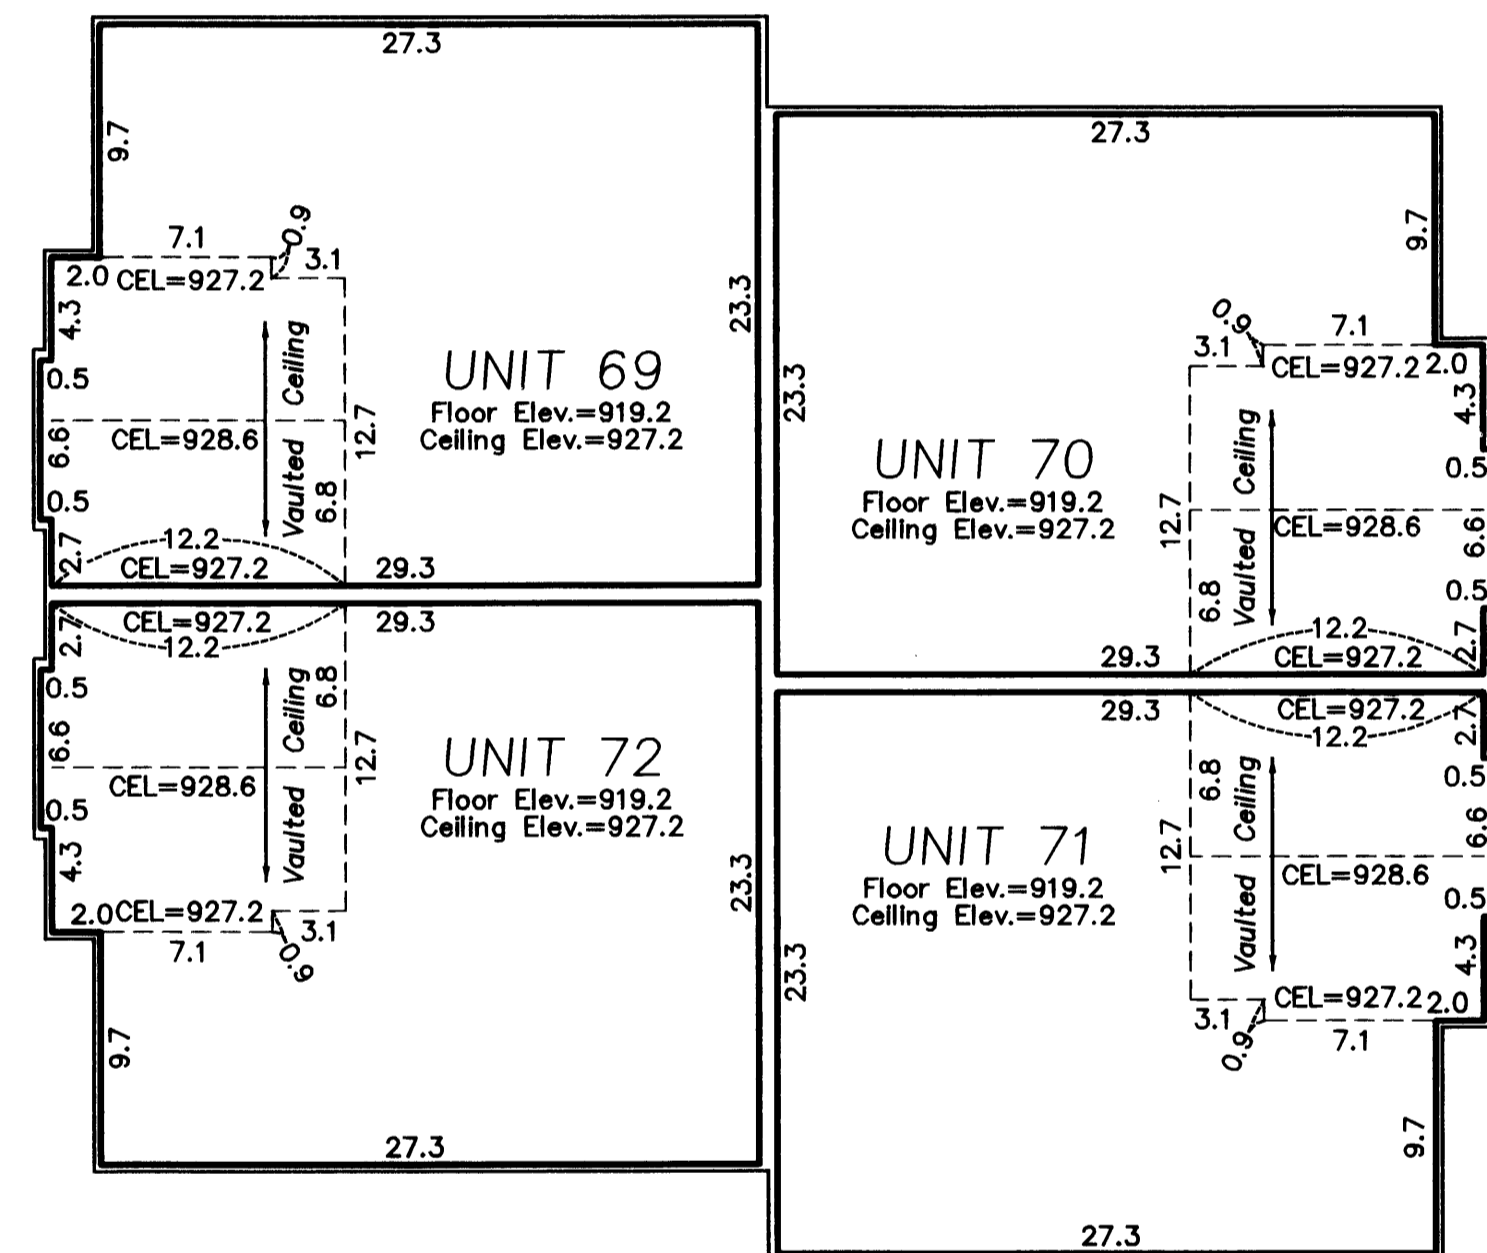 27.3
9.7
7.1
0.9
3.1
2.0
CEL=927.2
4.3
0.5
CEL=928.6
6.6
0.5
2.7
12.2
CEL=927.2
29.3
Vaulted Ceiling
6.8
12.7
23.3
UNIT 69
Floor Elev.=919.2
Ceiling Elev.=927.2
27.3
9.7
0.9
7.1
3.1
CEL=927.2
2.0
4.3
0.5
23.3
UNIT 70
Floor Elev.=919.2
Ceiling Elev.=927.2
12.7
Vaulted Ceiling
6.8
CEL=928.6
6.6
0.5
12.2
2.7
29.3
CEL=927.2
CEL=927.2
29.3
2.7
12.2
0.5
6.8
6.6
Vaulted Ceiling
12.7
CEL=928.6
0.5
4.3
2.0
CEL=927.2
3.1
7.1
0.9
UNIT 72
Floor Elev.=919.2
Ceiling Elev.=927.2
23.3
9.7
27.3
29.3
CEL=927.2
2.7
12.2
6.8
0.5
Vaulted Ceiling
12.7
6.6
UNIT 71
Floor Elev.=919.2
Ceiling Elev.=927.2
CEL=928.6
0.5
4.3
23.3
CEL=927.2
2.0
3.1
0.9
7.1
9.7
27.3